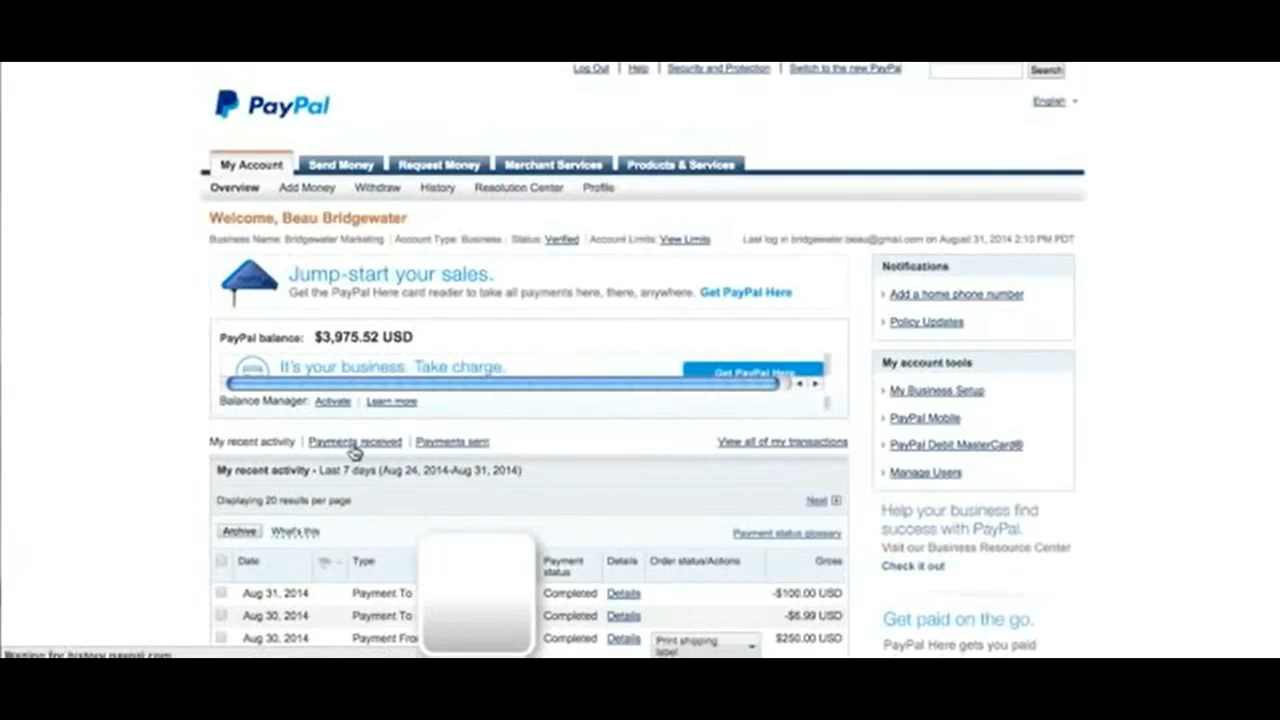 Log Out | Help | Security and Protection | Switch to the new PayPal Search
PayPal
English
My Account Send Money Request Money Merchant Services Products & Services
Overview Add Money Withdraw History Resolution Center Profile
Welcome, Beau Bridgewater
Business Name: Bridgewater Marketing | Account Type: Business | Status: Verified | Account Limits: View Limits Last log in bridgewater.beau@gmail.com on August 31, 2014 2:10 PM PDT
Jump-start your sales.
Get the PayPal Here card reader to take all payments here, there, anywhere. Get PayPal Here
PayPal balance: $3,975.52 USD
It's your business. Take charge. Get PayPal Here
Balance Manager: Activate | Learn more
My recent activity | Payments received | Payments sent View all of my transactions
My recent activity - Last 7 days (Aug 24, 2014-Aug 31, 2014)
Displaying 20 results per page Next
Archive What's this Payment status glossary
Date Type Payment status Details Order status/Actions Gross
Aug 31, 2014 Payment To Completed Details -$100.00 USD
Aug 30, 2014 Payment To Completed Details -$6.99 USD
Aug 30, 2014 Payment Fro Completed Details Print shipping label $250.00 USD
Notifications
Add a home phone number
Policy Updates
My account tools
My Business Setup
PayPal Mobile
PayPal Debit MasterCard®
Manage Users
Help your business find
success with PayPal.
Visit our Business Resource Center
Check it out
Get paid on the go.
PayPal Here gets you paid
Waiting for history.paypal.com